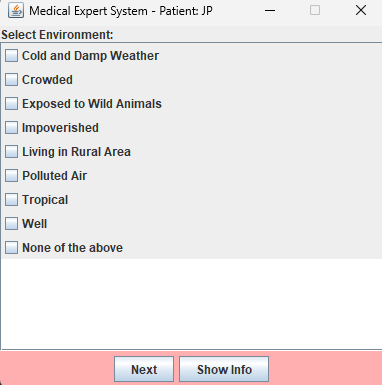 Medical Expert System - Patient: JP
Select Environment:
Cold and Damp Weather
Crowded
Exposed to Wild Animals
Impoverished
Living in Rural Area
Polluted Air
Tropical
Well
None of the above
Next Show Info